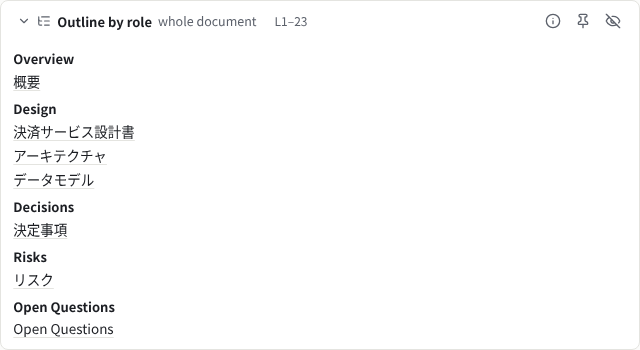 Outline by role whole document L1–23
Overview
概要
Design
決済サービス設計書
アーキテクチャ
データモデル
Decisions
決定事項
Risks
リスク
Open Questions
Open Questions